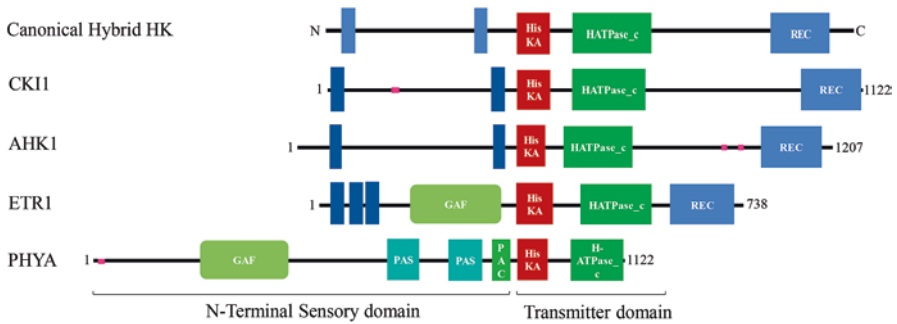 Canonical Hybrid HK N His KA HATPase_c REC C
CKI1 1 His KA HATPase_c REC 1122
AHK1 1 His KA HATPase_c REC 1207
ETR1 1 GAF His KA HATPase_c REC 738
PHYA 1 GAF PAS PAS PAC His KA H-ATPase_c 1122
N-Terminal Sensory domain Transmitter domain